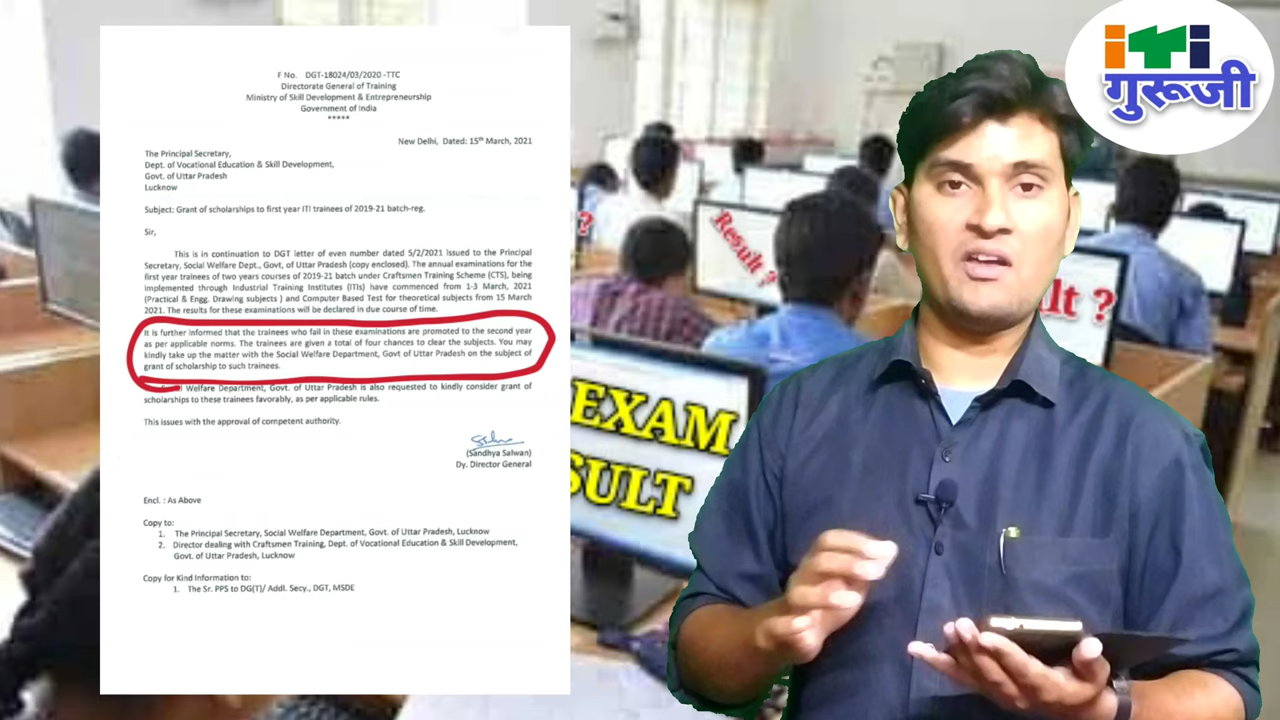 F No. DGT-18024/03/2020 -TTC
Directorate General of Training
Ministry of Skill Development & Entrepreneurship
Government of India
*****
New Delhi, Dated: 15th March, 2021
The Principal Secretary,
Dept. of Vocational Education & Skill Development,
Govt. of Uttar Pradesh
Lucknow
Subject: Grant of scholarships to first year ITI trainees of 2019-21 batch-reg.
Sir,
This is in continuation to DGT letter of even number dated 5/2/2021 issued to the Principal
Secretary, Social Welfare Dept., Govt, of Uttar Pradesh (copy enclosed). The annual examinations for the
first year trainees of two years courses of 2019-21 batch under Craftsmen Training Scheme (CTS), being
implemented through Industrial Training Institutes (ITIs) have commenced from 1-3 March, 2021
(Practical & Engg. Drawing subjects ) and Computer Based Test for theoretical subjects from 15 March
2021. The results for these examinations will be declared in due course of time.
It is further informed that the trainees who fail in these examinations are promoted to the second year
as per applicable norms. The trainees are given a total of four chances to clear the subjects. You may
kindly take up the matter with the Social Welfare Department, Govt of Uttar Pradesh on the subject of
grant of scholarship to such trainees.
Welfare Department, Govt. of Uttar Pradesh is also requested to kindly consider grant of
scholarships to these trainees favorably, as per applicable rules.
This issues with the approval of competent authority.
(Sandhya Salwan)
Dy. Director General
Encl. : As Above
Copy to:
1. The Principal Secretary, Social Welfare Department, Govt. of Uttar Pradesh, Lucknow
2. Director dealing with Craftsmen Training, Dept. of Vocational Education & Skill Development,
Govt. of Uttar Pradesh, Lucknow
Copy for Kind Information to:
1. The Sr. PPS to DG(T)/ Addl. Secy., DGT, MSDE
iTi
गुरूजी
?
Result ?
lt ?
EXAM
SULT